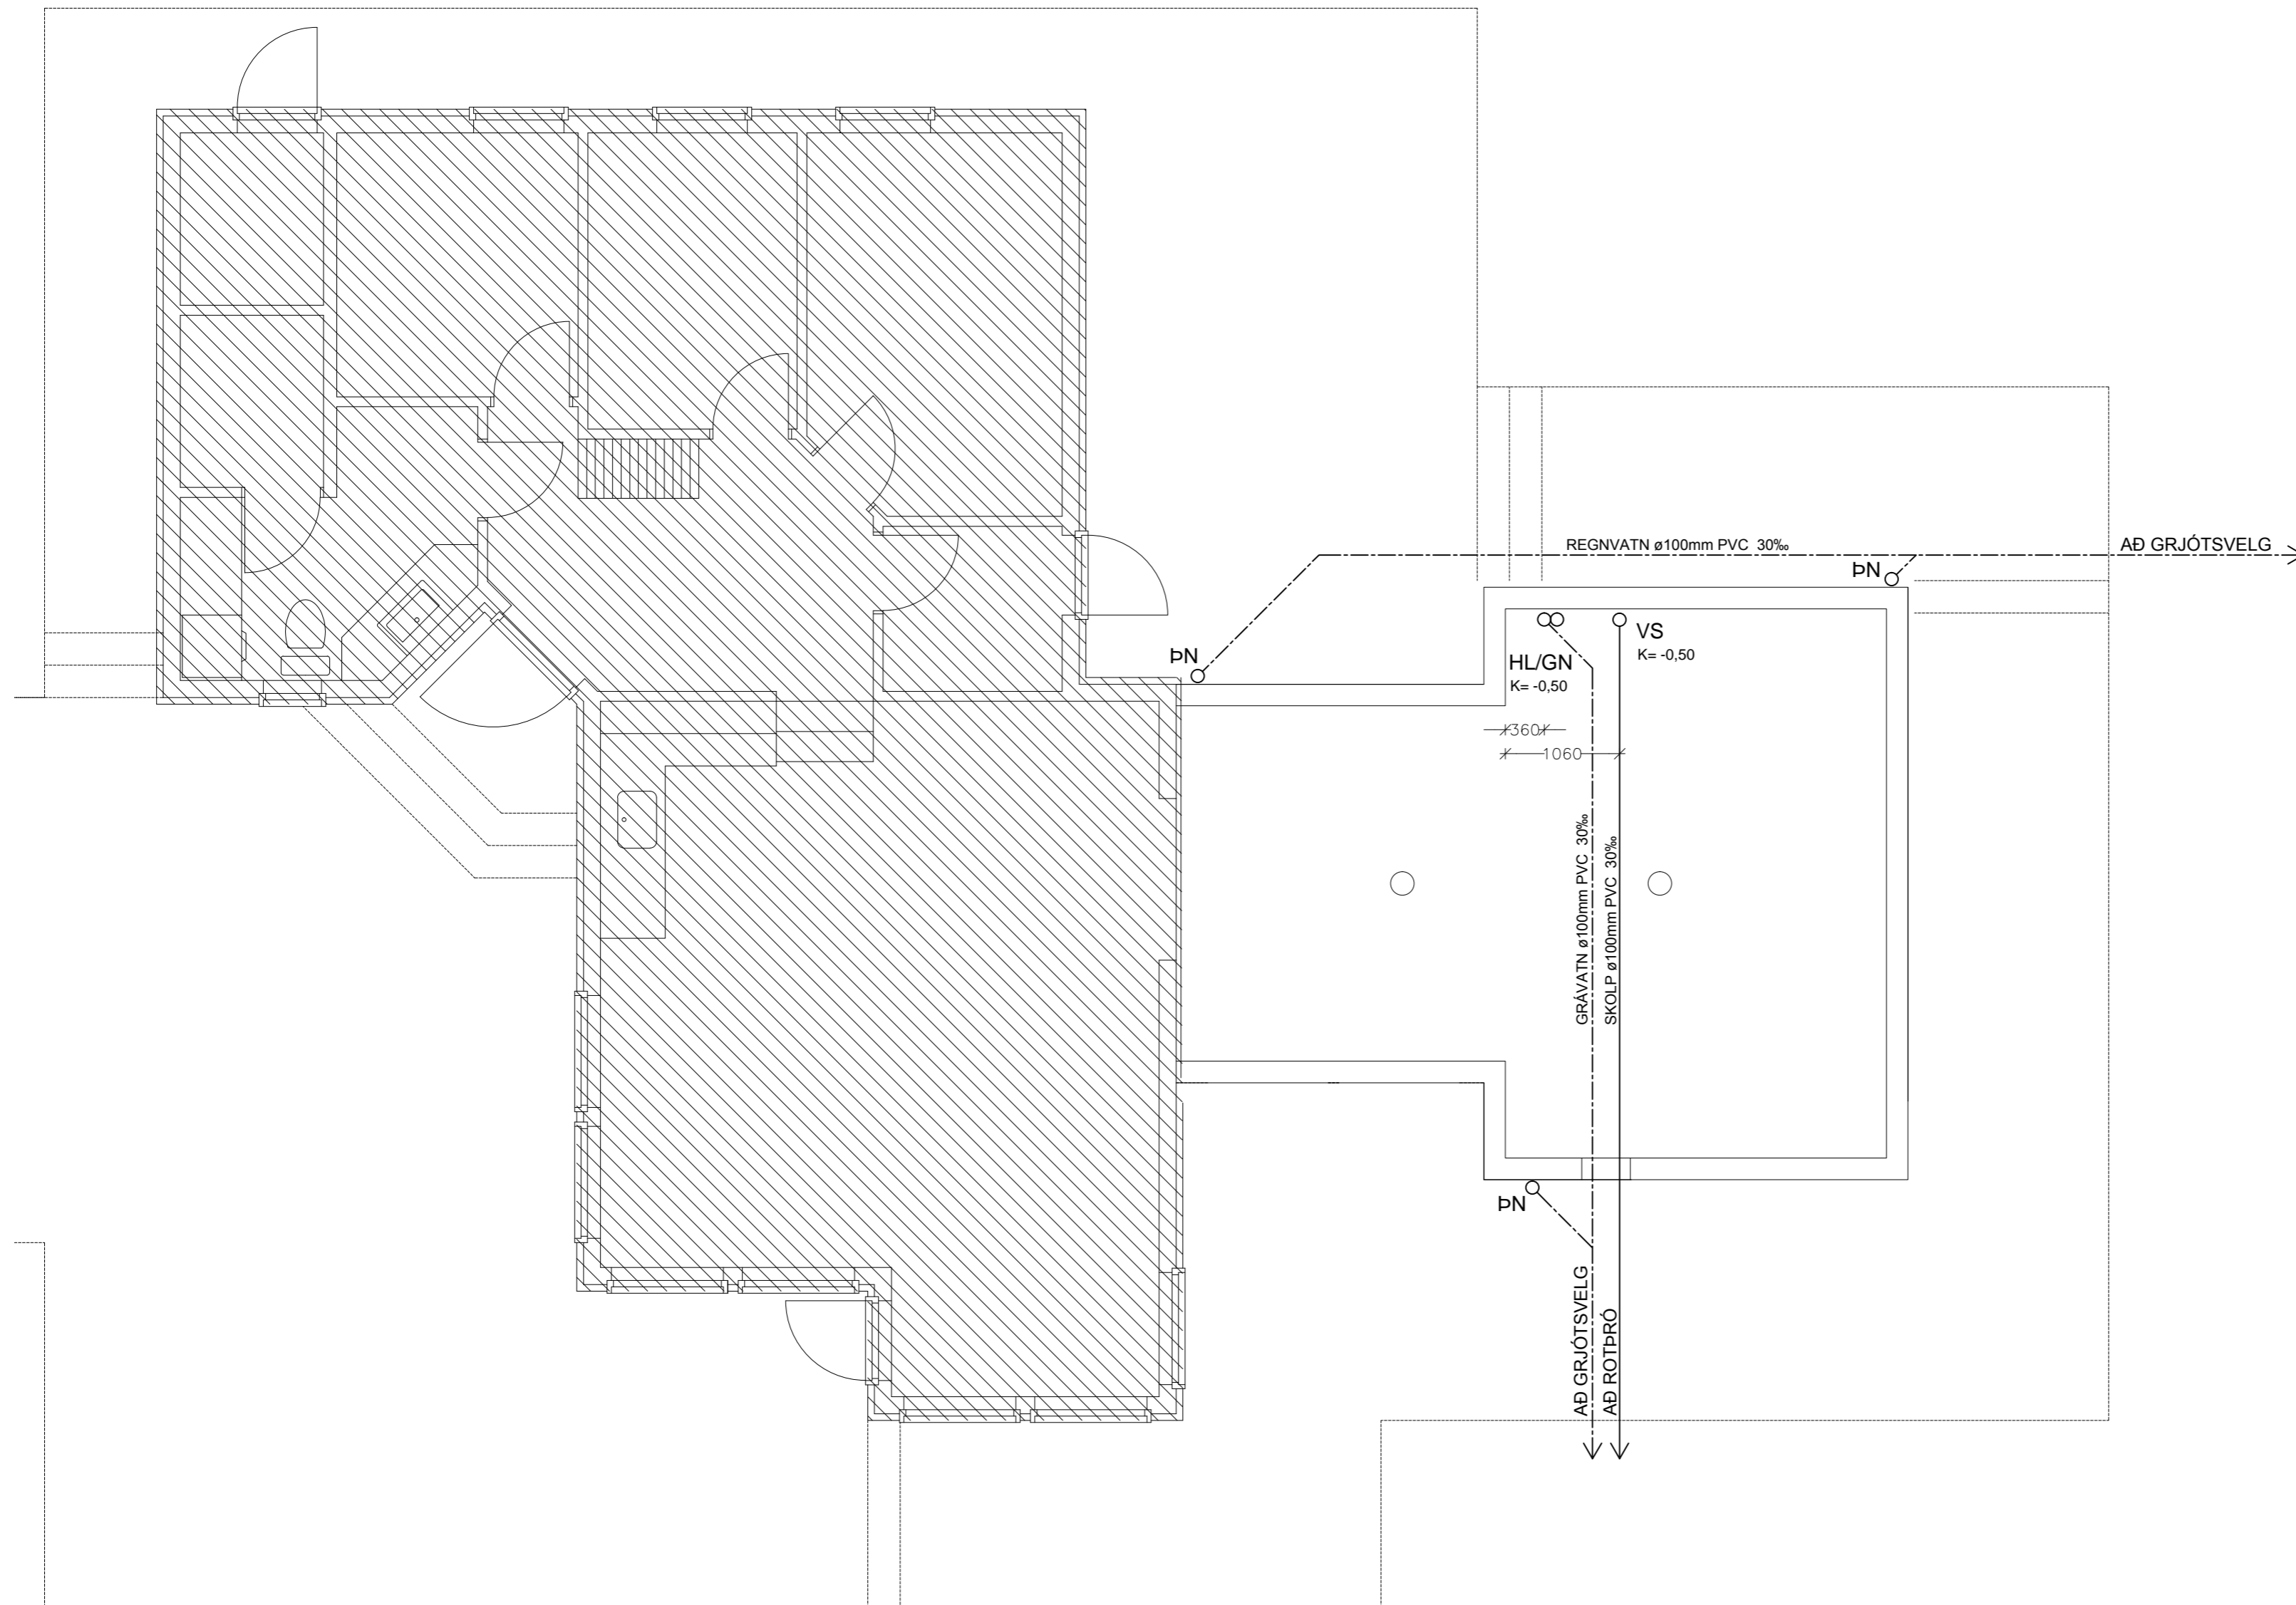 REGNVATN ø100mm PVC 30‰
AÐ GRJÓTSVELG
ÞN
ÞN
VS
K= -0,50
HL/GN
K= -0,50
360
1060
GRÁVATN ø100mm PVC 30‰
SKOLP ø100mm PVC 30‰
ÞN
AÐ GRJÓTSVELG
AÐ ROTÞRÓ